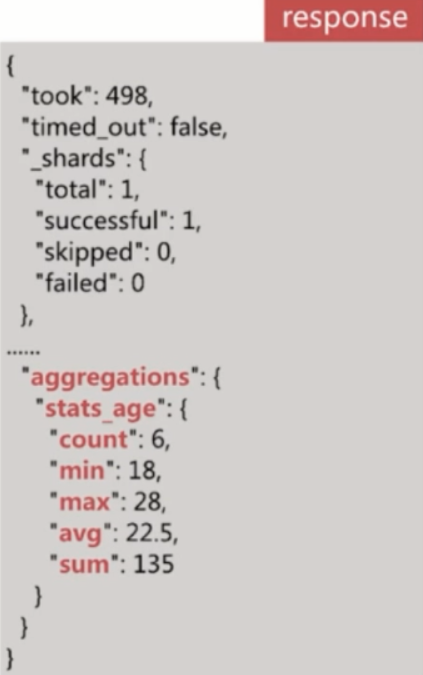 response
{
"took": 498,
"timed_out": false,
"_shards": {
"total": 1,
"successful": 1,
"skipped": 0,
"failed": 0
},
......
"aggregations": {
"stats_age": {
"count": 6,
"min": 18,
"max": 28,
"avg": 22.5,
"sum": 135
}
}
}